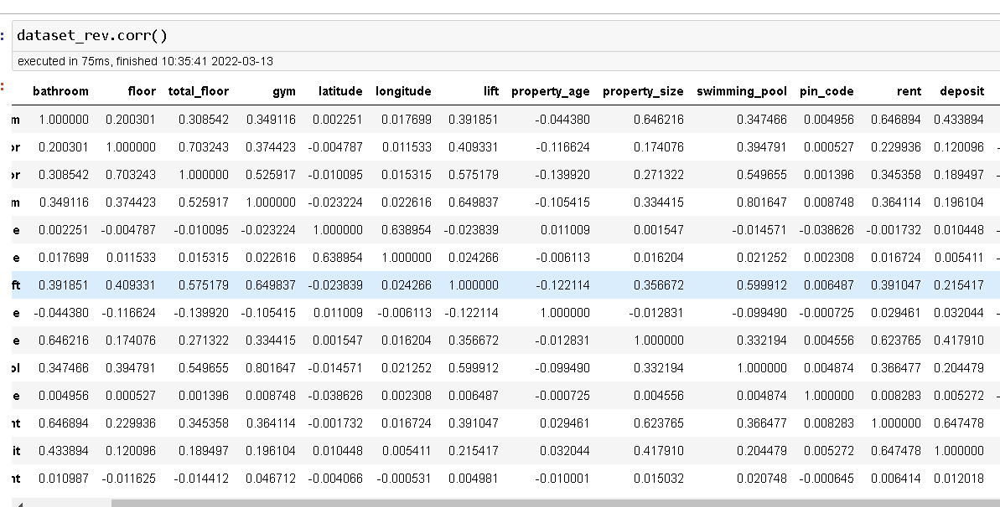 dataset_rev.corr()
executed in 75ms, finished 10:35:41 2022-03-13
bathroom floor total_floor gym latitude longitude lift property_age property_size swimming_pool pin_code rent deposit
m 1.000000 0.200301 0.308542 0.349116 0.002251 0.017699 0.391851 -0.044380 0.646216 0.347466 0.004956 0.646894 0.433894
or 0.200301 1.000000 0.703243 0.374423 -0.004787 0.011533 0.409331 -0.116624 0.174076 0.394791 0.000527 0.229936 0.120096 -
or 0.308542 0.703243 1.000000 0.525917 -0.010095 0.015315 0.575179 -0.139920 0.271322 0.549655 0.001396 0.345358 0.189497 -
m 0.349116 0.374423 0.525917 1.000000 -0.023224 0.022616 0.649837 -0.105415 0.334415 0.801647 0.008748 0.364114 0.196104
e 0.002251 -0.004787 -0.010095 -0.023224 1.000000 0.638954 -0.023839 0.011009 0.001547 -0.014571 -0.038626 -0.001732 0.010448 -
e 0.017699 0.011533 0.015315 0.022616 0.638954 1.000000 0.024266 -0.006113 0.016204 0.021252 0.002308 0.016724 0.005411 -
ft 0.391851 0.409331 0.575179 0.649837 -0.023839 0.024266 1.000000 -0.122114 0.356672 0.599912 0.006487 0.391047 0.215417
e -0.044380 -0.116624 -0.139920 -0.105415 0.011009 -0.006113 -0.122114 1.000000 -0.012831 -0.099490 -0.000725 0.029461 0.032044 -
e 0.646216 0.174076 0.271322 0.334415 0.001547 0.016204 0.356672 -0.012831 1.000000 0.332194 0.004556 0.623765 0.417910
ol 0.347466 0.394791 0.549655 0.801647 -0.014571 0.021252 0.599912 -0.099490 0.332194 1.000000 0.004874 0.366477 0.204479
e 0.004956 0.000527 0.001396 0.008748 -0.038626 0.002308 0.006487 -0.000725 0.004556 0.004874 1.000000 0.008283 0.005272 -
nt 0.646894 0.229936 0.345358 0.364114 -0.001732 0.016724 0.391047 0.029461 0.623765 0.366477 0.008283 1.000000 0.647478
it 0.433894 0.120096 0.189497 0.196104 0.010448 0.005411 0.215417 0.032044 0.417910 0.204479 0.005272 0.647478 1.000000
nt 0.010987 -0.011625 -0.014412 0.046712 -0.004066 -0.000531 0.004981 -0.010001 0.015032 0.020748 -0.000645 0.006414 0.012018